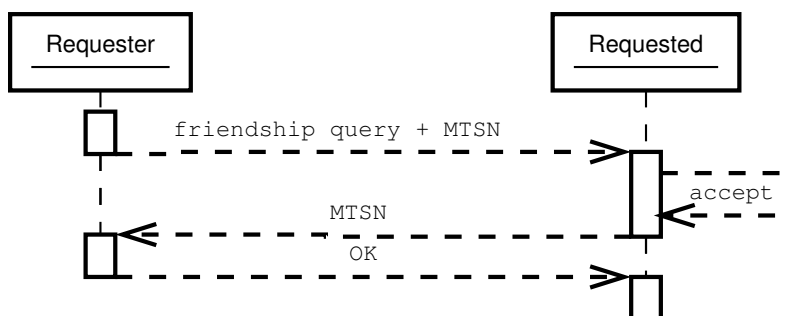 Requester
Requested
friendship query + MTSN
accept
MTSN
OK